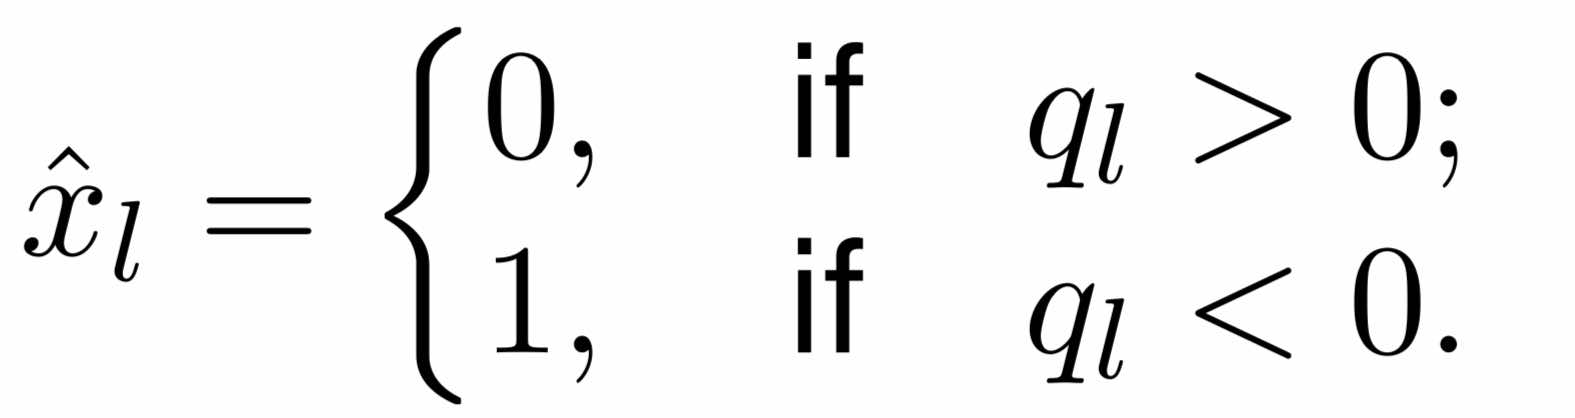 0, if q_l > 0;
x̂_l = {
1, if q_l < 0.